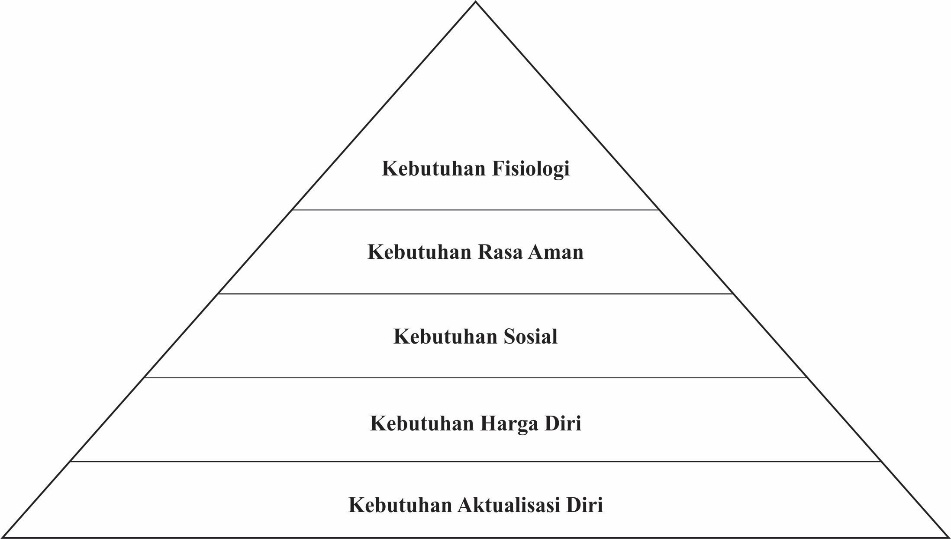 Kebutuhan Fisiologi
Kebutuhan Rasa Aman
Kebutuhan Sosial
Kebutuhan Harga Diri
Kebutuhan Aktualisasi Diri